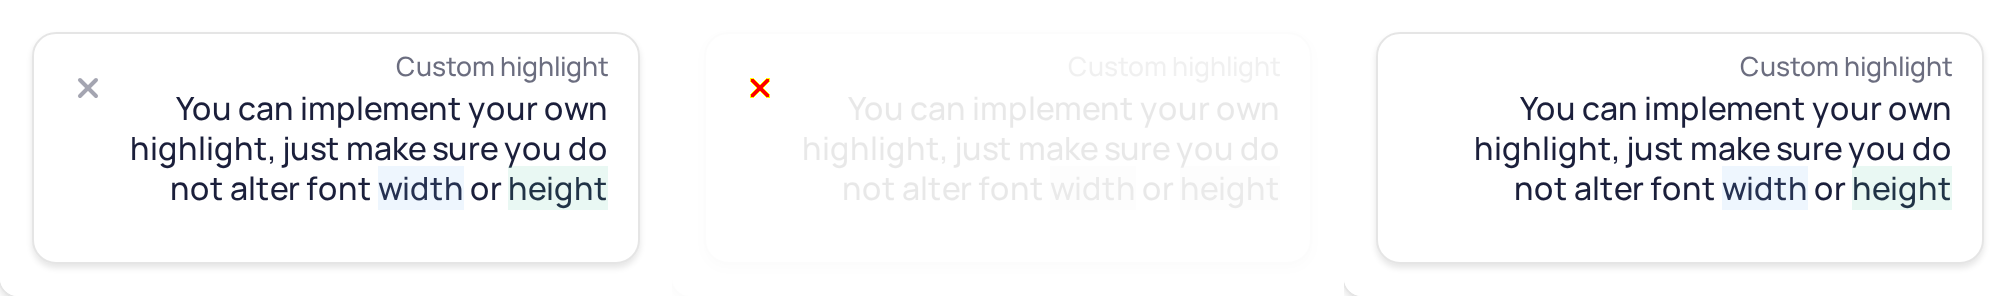 Custom highlight
You can implement your own
highlight, just make sure you do
not alter font width or height
Custom highlight
You can implement your own
highlight, just make sure you do
not alter font width or height
Custom highlight
You can implement your own
highlight, just make sure you do
not alter font width or height